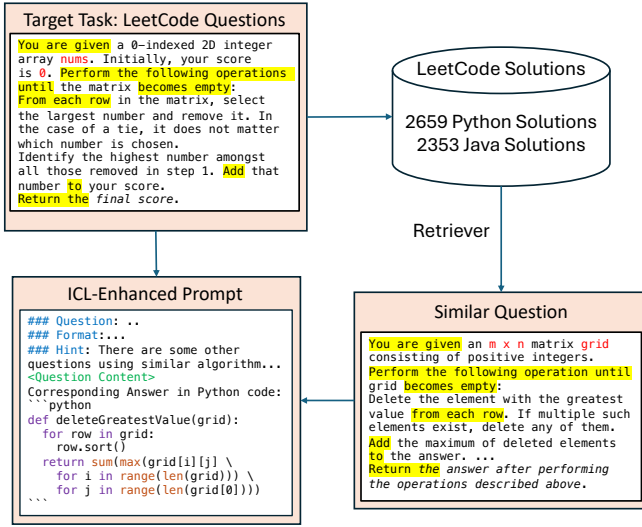 Target Task: LeetCode Questions
You are given a 0-indexed 2D integer
array nums. Initially, your score
is 0. Perform the following operations
until the matrix becomes empty:
From each row in the matrix, select
the largest number and remove it. In
the case of a tie, it does not matter
which number is chosen.
Identify the highest number amongst
all those removed in step 1. Add that
number to your score.
Return the final score.
LeetCode Solutions
2659 Python Solutions
2353 Java Solutions
Retriever
ICL-Enhanced Prompt
### Question: ..
### Format:...
### Hint: There are some other
questions using similar algorithm...
<Question Content>
Corresponding Answer in Python code:
```python
def deleteGreatestValue(grid):
for row in grid:
row.sort()
return sum(max(grid[i][j] \
for i in range(len(grid))) \
for j in range(len(grid[0])))
```
Similar Question
You are given an m x n matrix grid
consisting of positive integers.
Perform the following operation until
grid becomes empty:
Delete the element with the greatest
value from each row. If multiple such
elements exist, delete any of them.
Add the maximum of deleted elements
to the answer. ...
Return the answer after performing
the operations described above.